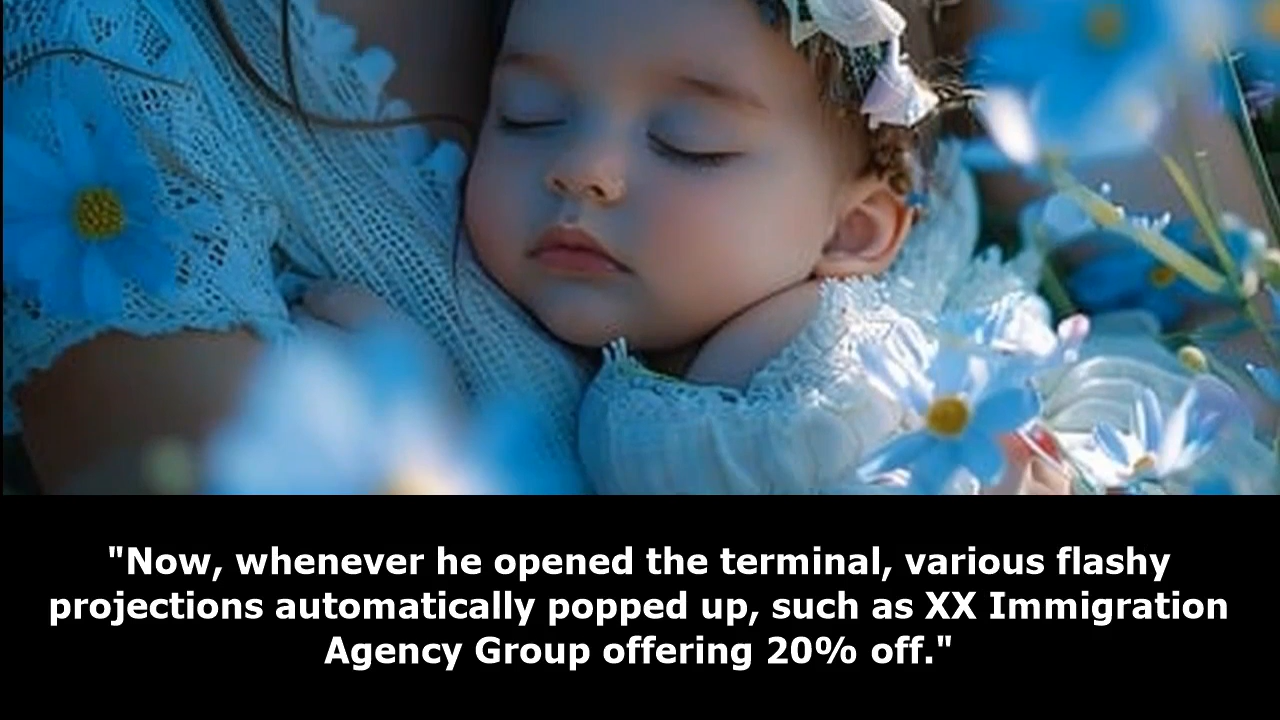 "Now, whenever he opened the terminal, various flashy
projections automatically popped up, such as XX Immigration
Agency Group offering 20% off."